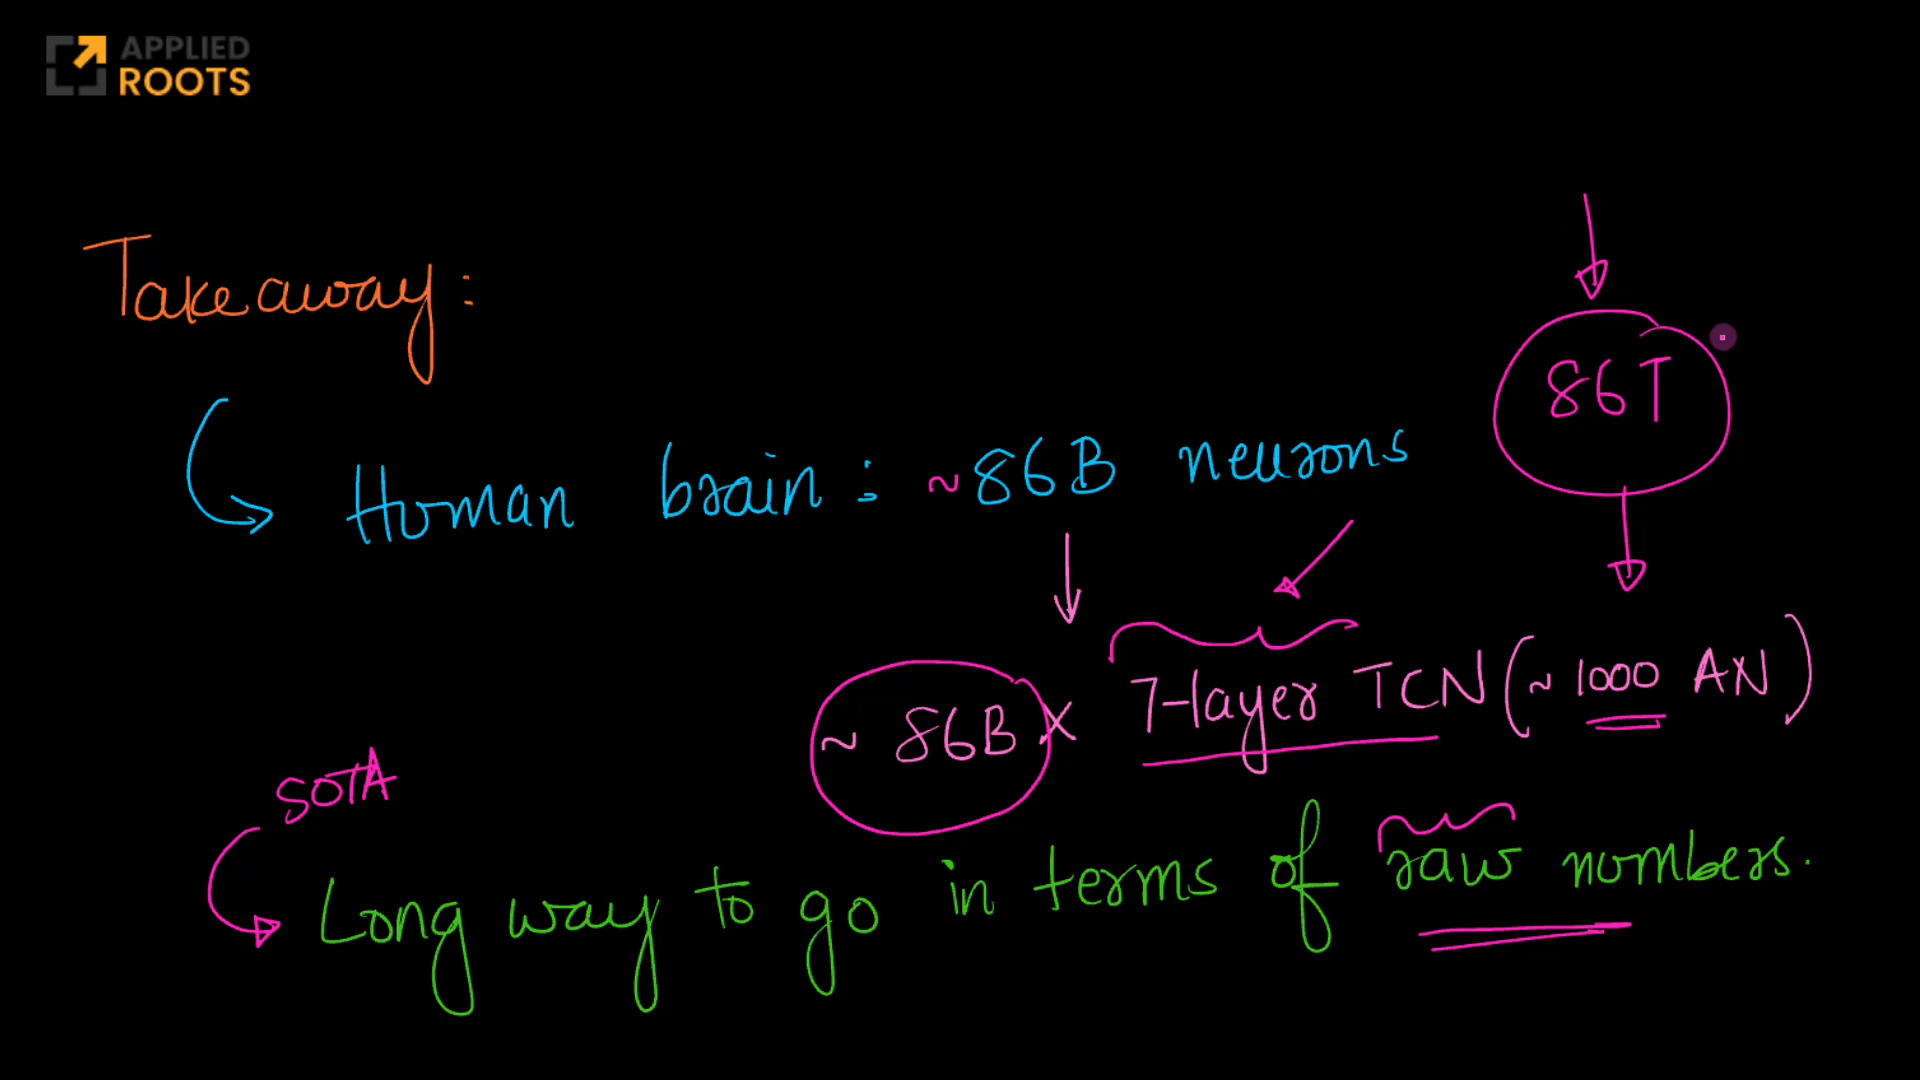 APPLIED
ROOTS
Takeaway:
86T
Human brain: ~86B neurons
~ 86B x 7-layer TCN (~ 1000 AN)
SOTA
Long way to go in terms of raw numbers.